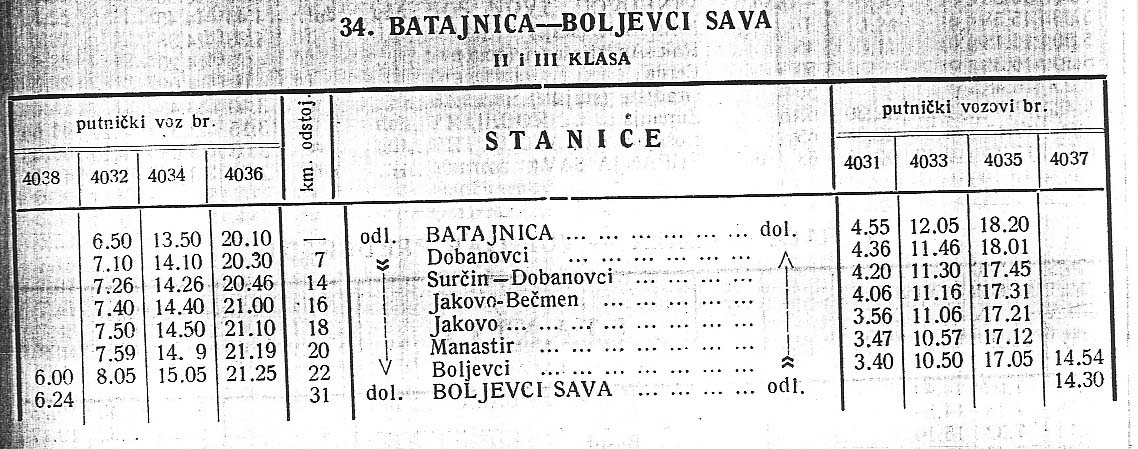 34. BATAJNICA—BOLJEVCI SAVA
II i III KLASA
putnički voz br. km. odstoj. STANICE putnički vozovi br.
4038 4032 4034 4036 4031 4033 4035 4037
6.50 13.50 20.10 — odl. BATAJNICA ... ... ... ... ... ... ... dol. 4.55 12.05 18.20
7.10 14.10 20.30 7 Dobanovci ... ... ... ... ... ... ... 4.36 11.46 18.01
7.26 14.26 20.46 14 Surčin—Dobanovci ... ... ... ... ... 4.20 11.30 17.45
7.40 14.40 21.00 16 Jakovo-Bečmen ... ... ... ... ... ... 4.06 11.16 17.31
7.50 14.50 21.10 18 Jakovo ... ... ... ... ... ... ... ... ... 3.56 11.06 17.21
7.59 14. 9 21.19 20 Manastir ... ... ... ... ... ... ... ... 3.47 10.57 17.12
6.00 8.05 15.05 21.25 22 Boljevci ... ... ... ... ... ... ... ... 3.40 10.50 17.05 14.54
6.24 31 dol. BOLJEVCI SAVA ... ... ... ... ... odl. 14.30